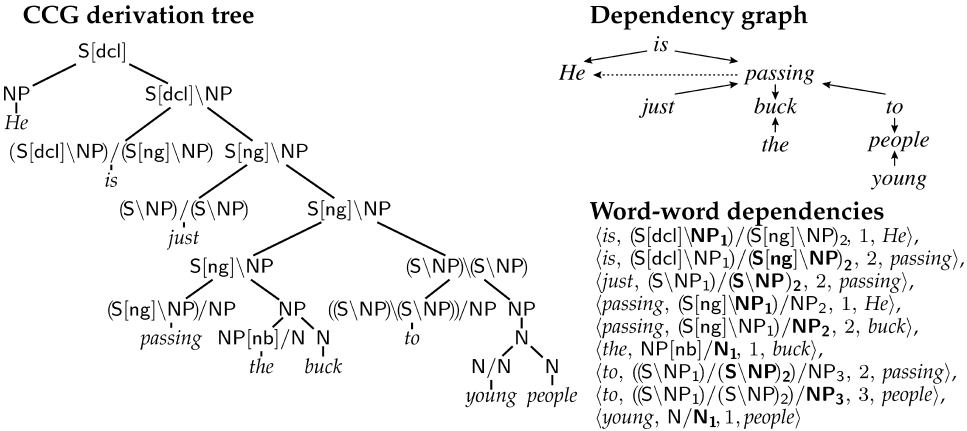 CCG derivation tree
S[dcl]
NP
He
S[dcl]\NP
(S[dcl]\NP)/(S[ng]\NP)
is
S[ng]\NP
(S\NP)/(S\NP)
just
S[ng]\NP
S[ng]\NP
(S\NP)\(S\NP)
(S[ng]\NP)/NP
passing
NP
NP[nb]/N
the
N
buck
((S\NP)\(S\NP))/NP
to
NP
N
N/N
young
N
people
Dependency graph
is
He
passing
just
buck
to
the
people
young
Word-word dependencies
⟨is, (S[dcl]\NP₁)/(S[ng]\NP)₂, 1, He⟩,
⟨is, (S[dcl]\NP₁)/(S[ng]\NP)₂, 2, passing⟩,
⟨just, (S\NP₁)/(S\NP)₂, 2, passing⟩,
⟨passing, (S[ng]\NP₁)/NP₂, 1, He⟩,
⟨passing, (S[ng]\NP₁)/NP₂, 2, buck⟩,
⟨the, NP[nb]/N₁, 1, buck⟩,
⟨to, ((S\NP₁)/(S\NP)₂)/NP₃, 2, passing⟩,
⟨to, ((S\NP₁)/(S\NP)₂)/NP₃, 3, people⟩,
⟨young, N/N₁, 1, people⟩